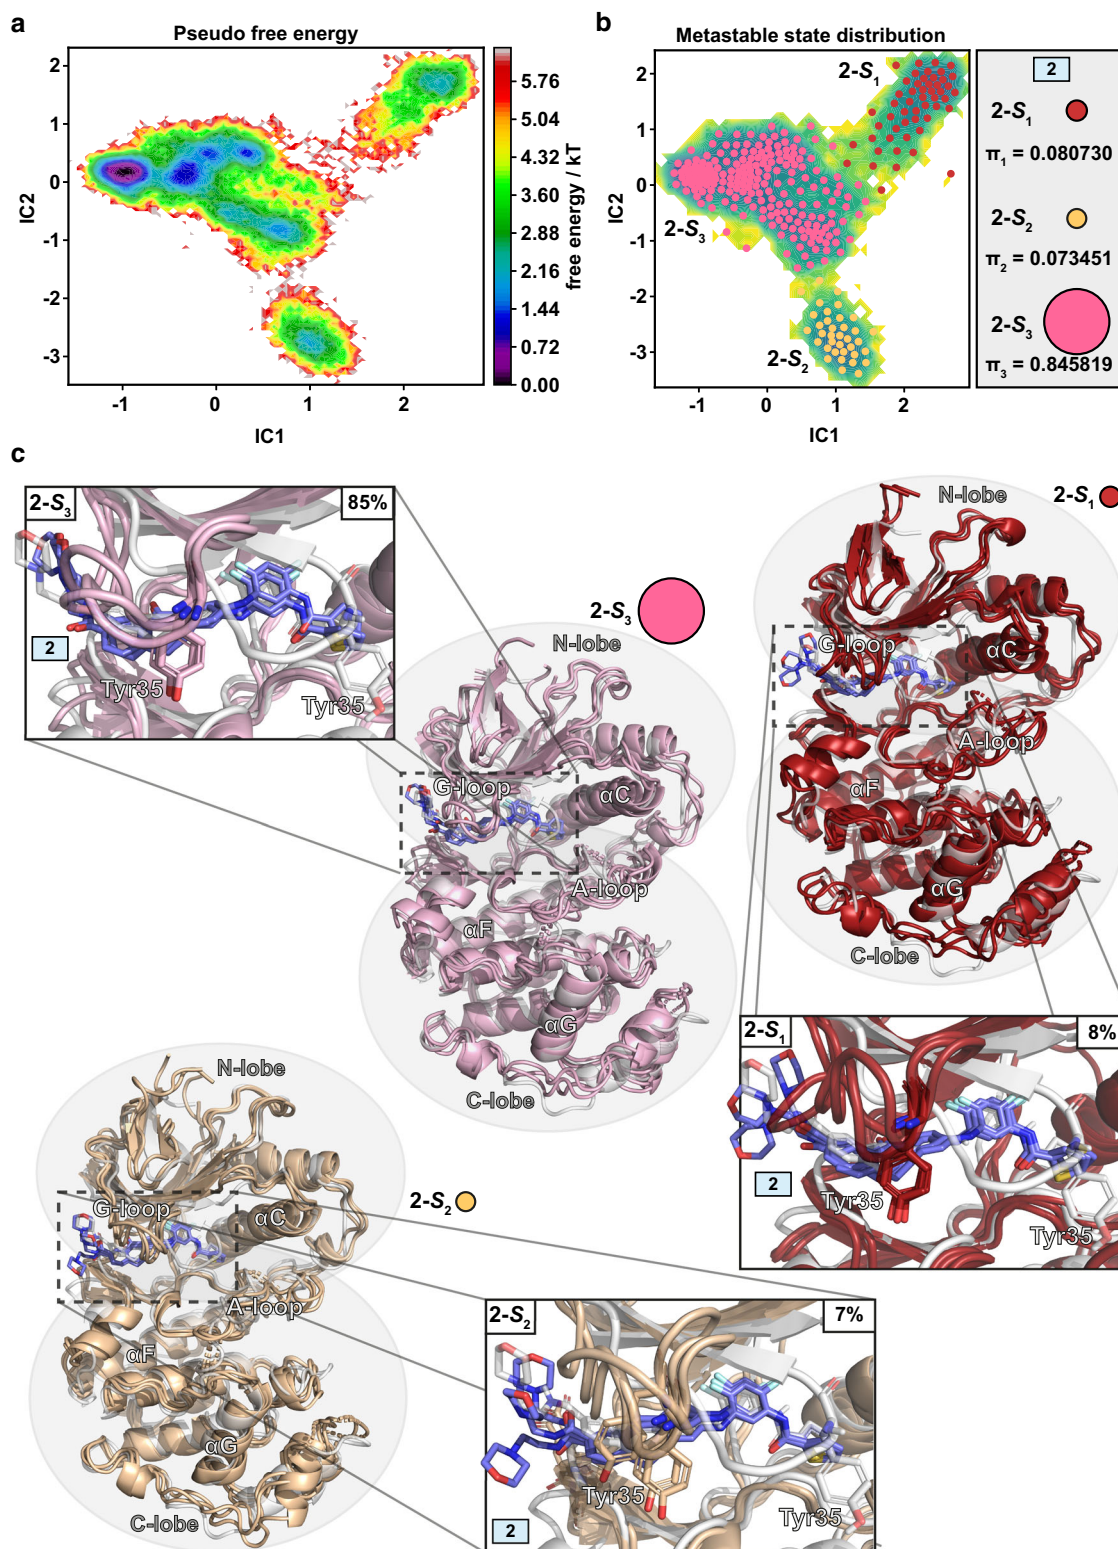 a
Pseudo free energy
2
1
0
-1
-2
-3
IC2
-1
0
1
2
IC1
5.76
5.04
4.32
3.60
2.88
2.16
1.44
0.72
0.00
free energy / kT
b
Metastable state distribution
2-S₁
2-S₃
2-S₂
2
1
0
-1
-2
-3
IC2
-1
0
1
2
IC1
2
2-S₁
π₁ = 0.080730
2-S₂
π₂ = 0.073451
2-S₃
π₃ = 0.845819
c
2-S₃
85%
2
Tyr35
Tyr35
2-S₃
N-lobe
G-loop
αC
A-loop
αF
αG
C-lobe
N-lobe
2-S₁
G-loop
αC
A-loop
αF
αG
C-lobe
2-S₁
8%
2
Tyr35
Tyr35
N-lobe
2-S₂
G-loop
αC
A-loop
αF
αG
C-lobe
2-S₂
7%
2
Tyr35
Tyr35